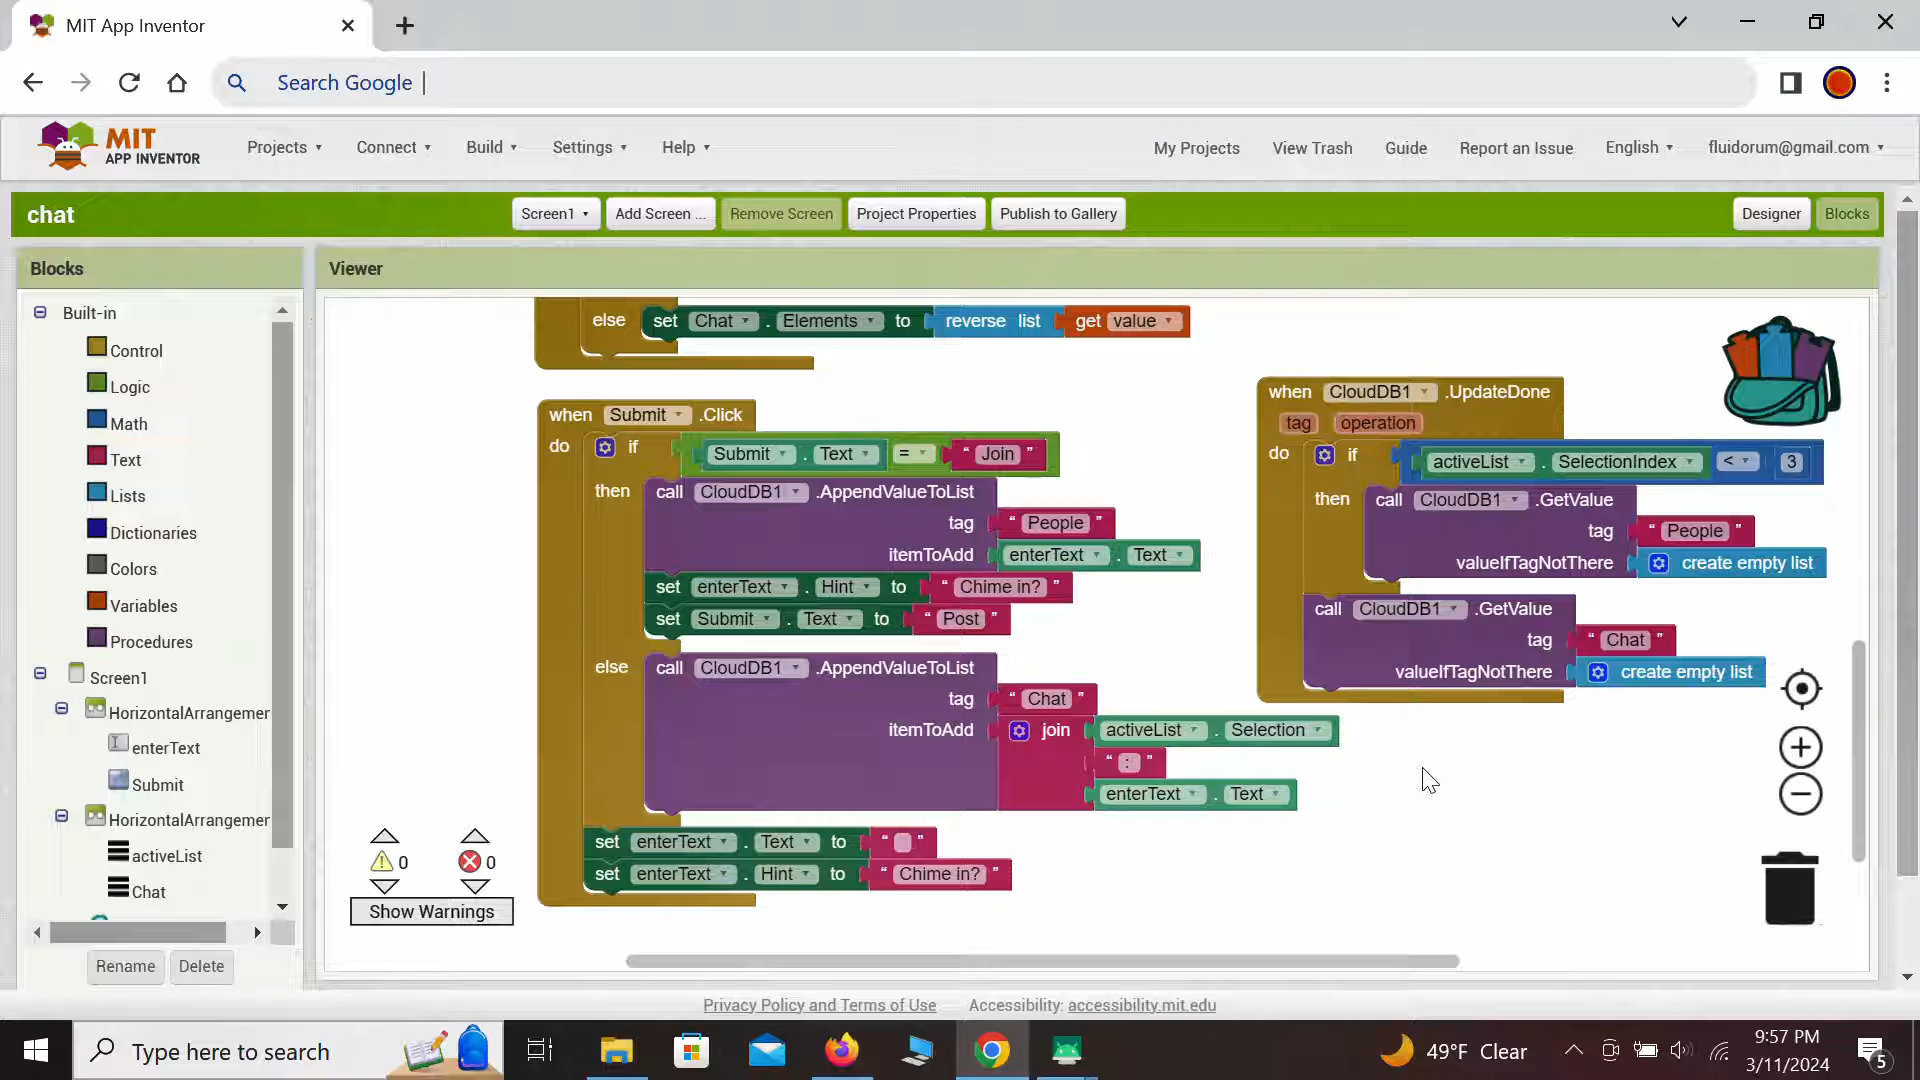 MIT App Inventor
Search Google
MIT
APP INVENTOR
Projects
Connect
Build
Settings
Help
My Projects
View Trash
Guide
Report an Issue
English
fluidorum@gmail.com
chat
Screen1
Add Screen ...
Remove Screen
Project Properties
Publish to Gallery
Designer
Blocks
Blocks
Built-in
Control
Logic
Math
Text
Lists
Dictionaries
Colors
Variables
Procedures
Screen1
HorizontalArrangemer
enterText
Submit
HorizontalArrangemer
activeList
Chat
Rename
Delete
Viewer
else set Chat . Elements to reverse list get value
when Submit .Click
do if Submit . Text = " Join "
then call CloudDB1 .AppendValueToList
tag " People "
itemToAdd enterText . Text
set enterText . Hint to " Chime in? "
set Submit . Text to " Post "
else call CloudDB1 .AppendValueToList
tag " Chat "
itemToAdd join activeList . Selection
" : "
enterText . Text
set enterText . Text to " "
set enterText . Hint to " Chime in? "
when CloudDB1 .UpdateDone
tag operation
do if activeList . SelectionIndex < 3
then call CloudDB1 .GetValue
tag " People "
valueIfTagNotThere create empty list
call CloudDB1 .GetValue
tag " Chat "
valueIfTagNotThere create empty list
0
0
Show Warnings
Privacy Policy and Terms of Use
Accessibility: accessibility.mit.edu
Type here to search
49°F Clear
9:57 PM
3/11/2024
5